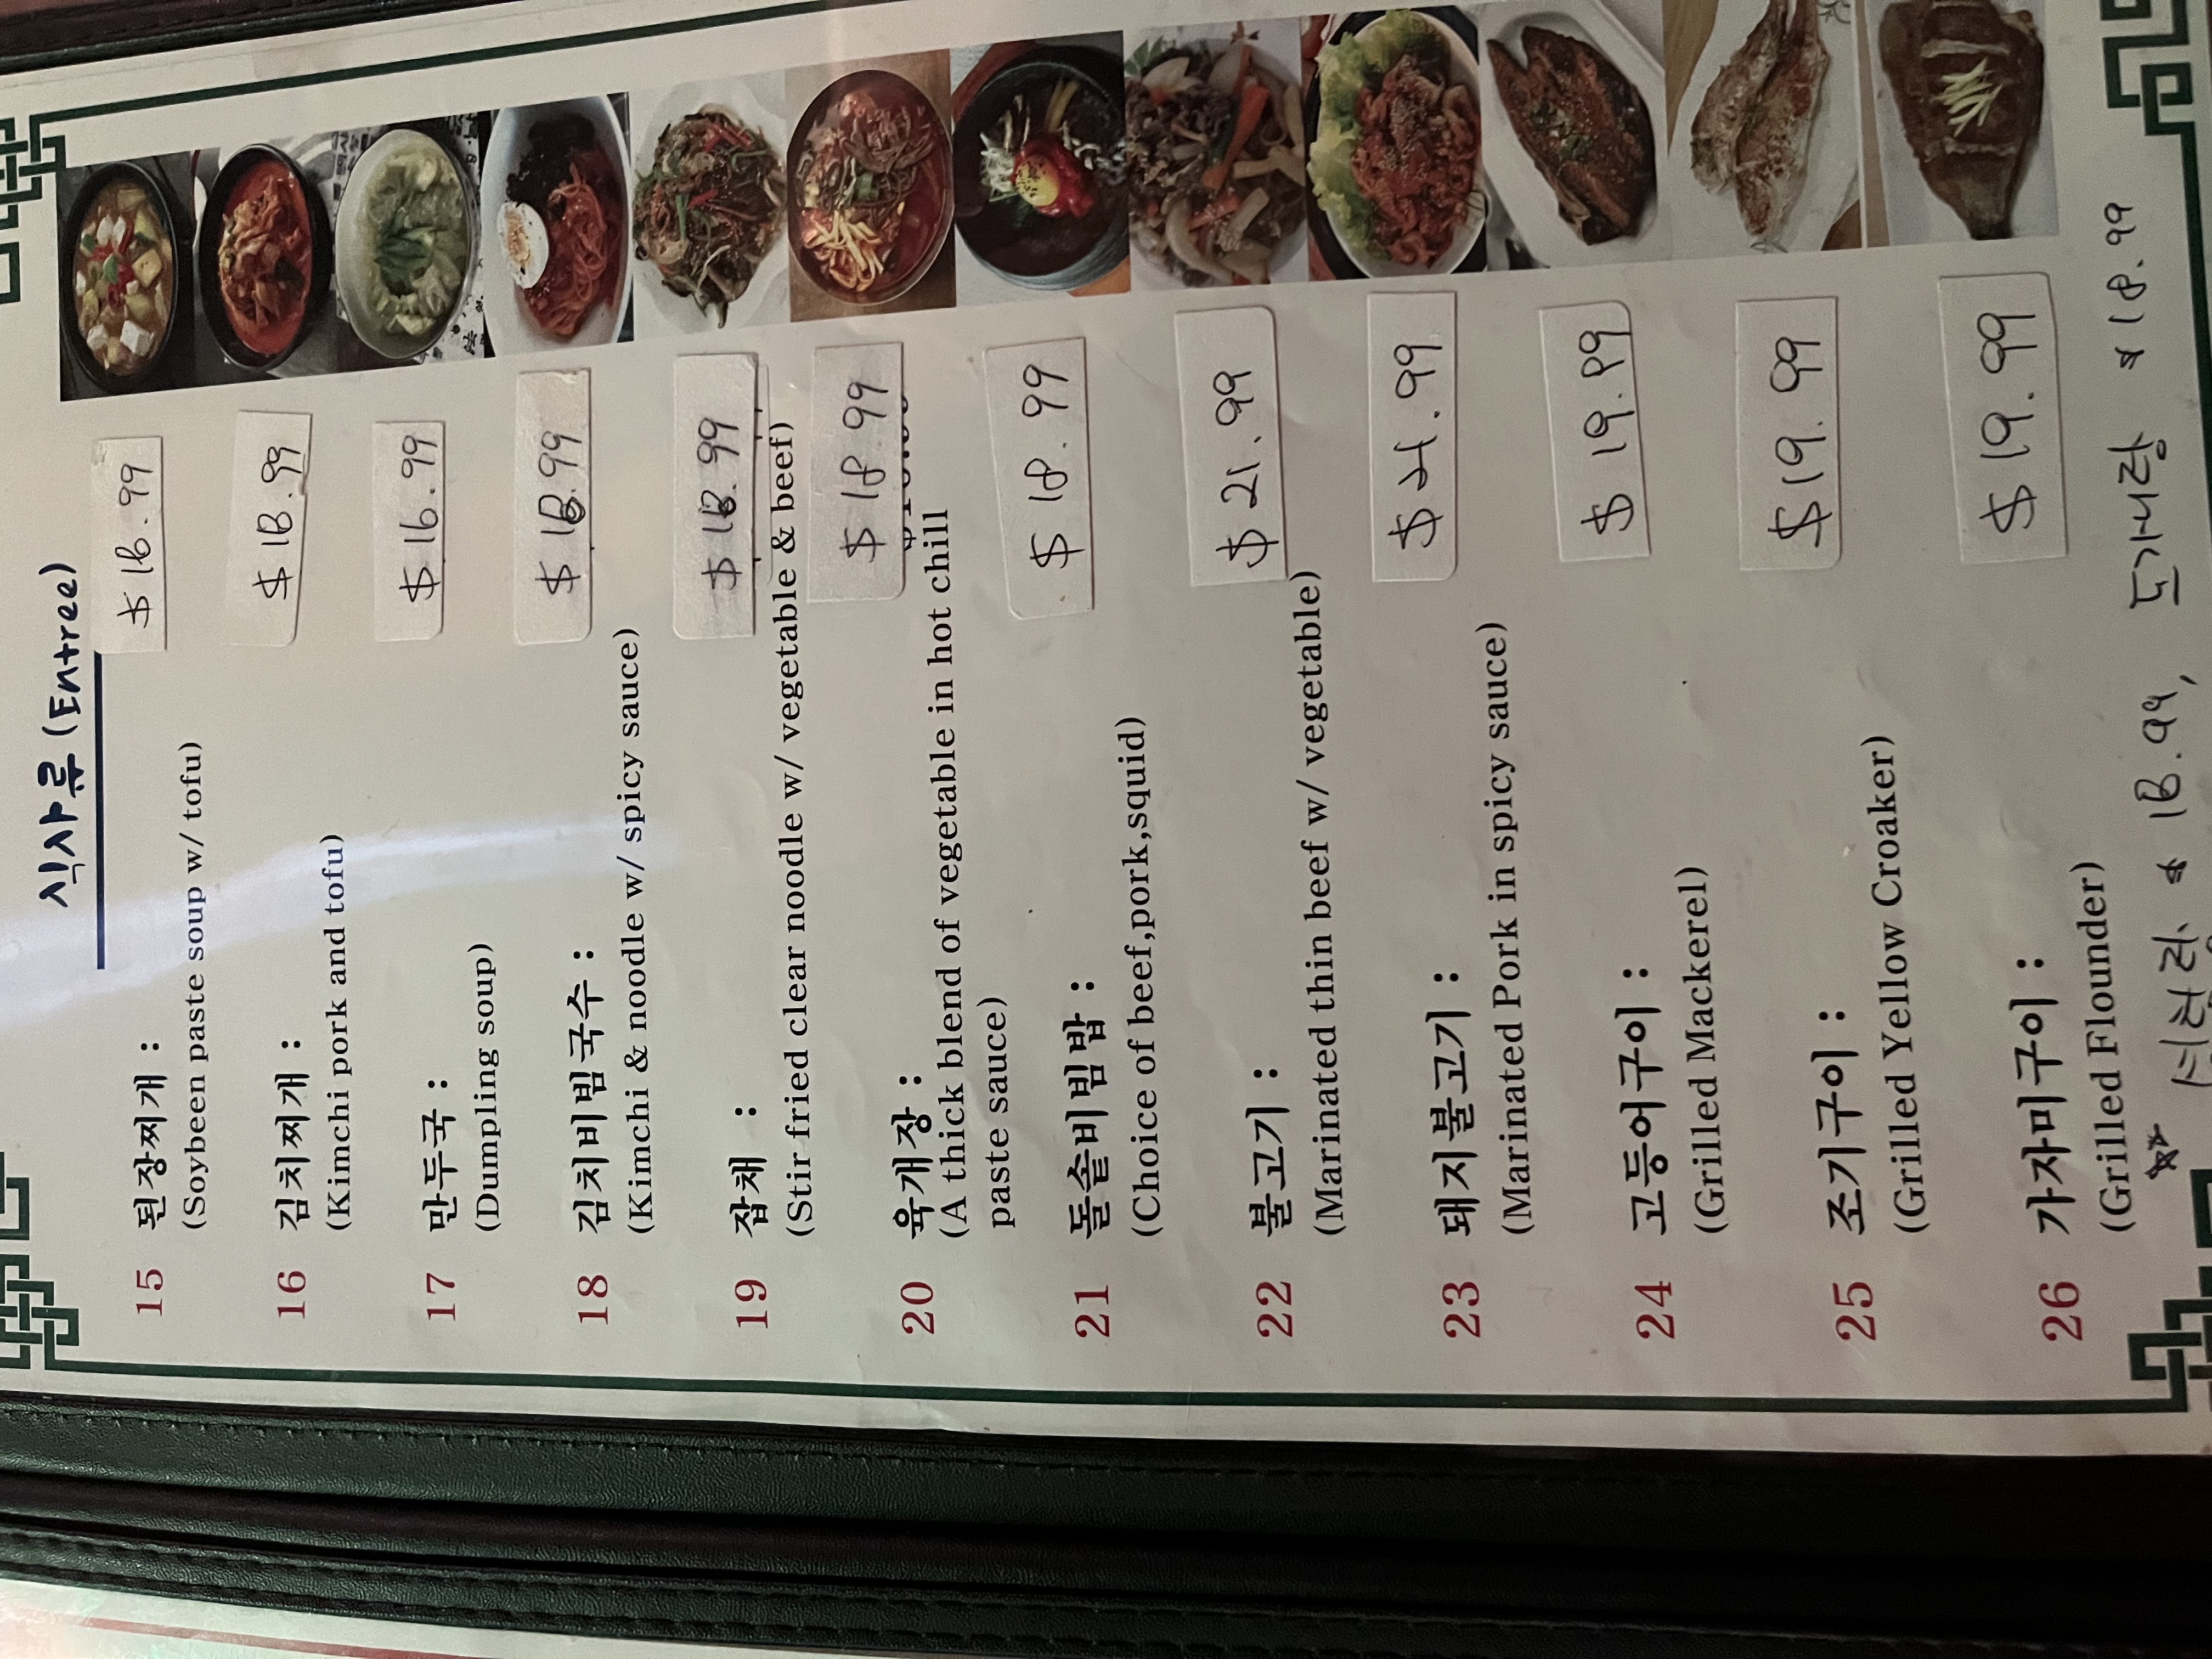 식사류 (Entree)
15 된장찌개 : $16.99
(Soybeen paste soup w/ tofu)
16 김치찌개 : $18.99
(Kimchi pork and tofu)
17 만두국 : $16.99
(Dumpling soup)
18 김치비빔국수 : .99
(Kimchi & noodle w/ spicy sauce)
19 잡채 : .99
(Stir fried clear noodle w/ vegetable & beef)
20 육개장 : $18.99
(A thick blend of vegetable in hot chill
paste sauce)
21 돌솥비빔밥 : $18.99
(Choice of beef,pork,squid)
22 불고기 : $21.99
(Marinated thin beef w/ vegetable)
23 돼지불고기 : $21.99
(Marinated Pork in spicy sauce)
24 고등어구이 : $19.99
(Grilled Mackerel)
25 조기구이 : $19.99
(Grilled Yellow Croaker)
26 가자미구이 : $19.99
(Grilled Flounder)
$18.99, 도가니탕 $18.99